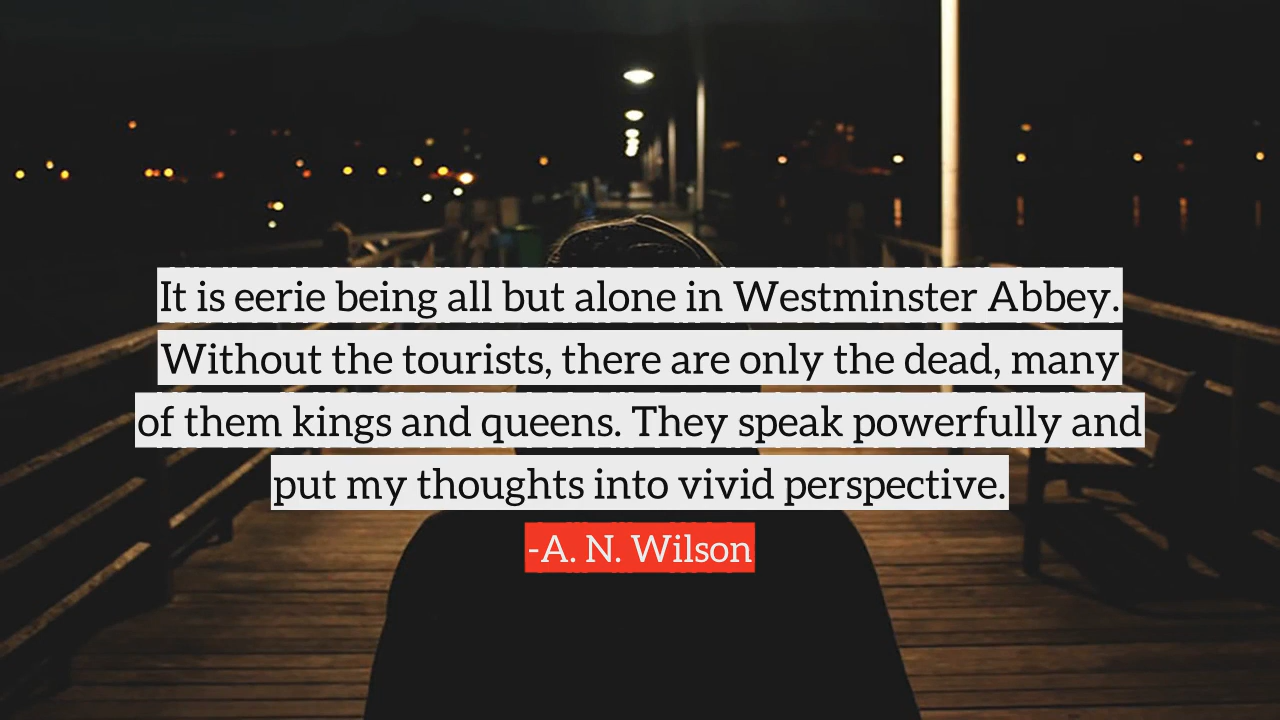 It is eerie being all but alone in Westminster Abbey.
Without the tourists, there are only the dead, many
of them kings and queens. They speak powerfully and
put my thoughts into vivid perspective.
-A. N. Wilson